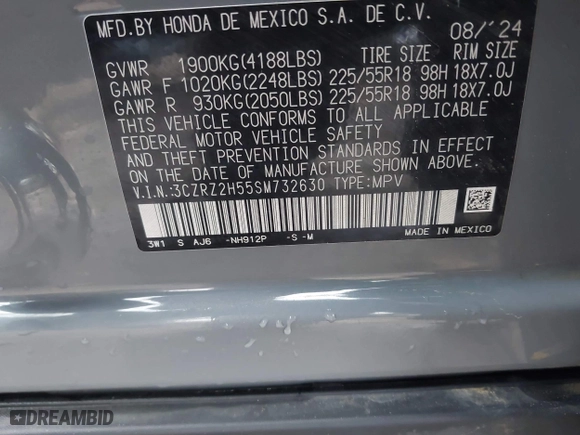 MFD.BY HONDA DE MEXICO S.A. DE C.V. 08/'24
GVWR 1900KG(4188LBS) TIRE SIZE RIM SIZE
GAWR F 1020KG(2248LBS) 225/55R18 98H 18X7.0J
GAWR R 930KG(2050LBS) 225/55R18 98H 18X7.0J
THIS VEHICLE CONFORMS TO ALL APPLICABLE
FEDERAL MOTOR VEHICLE SAFETY
AND THEFT PREVENTION STANDARDS IN EFFECT
ON THE DATE OF MANUFACTURE SHOWN ABOVE.
V.I.N.:3CZRZ2H55SM732630 TYPE:MPV
3W1 S AJ6 -NH912P -S -M MADE IN MEXICO
DREAMBID